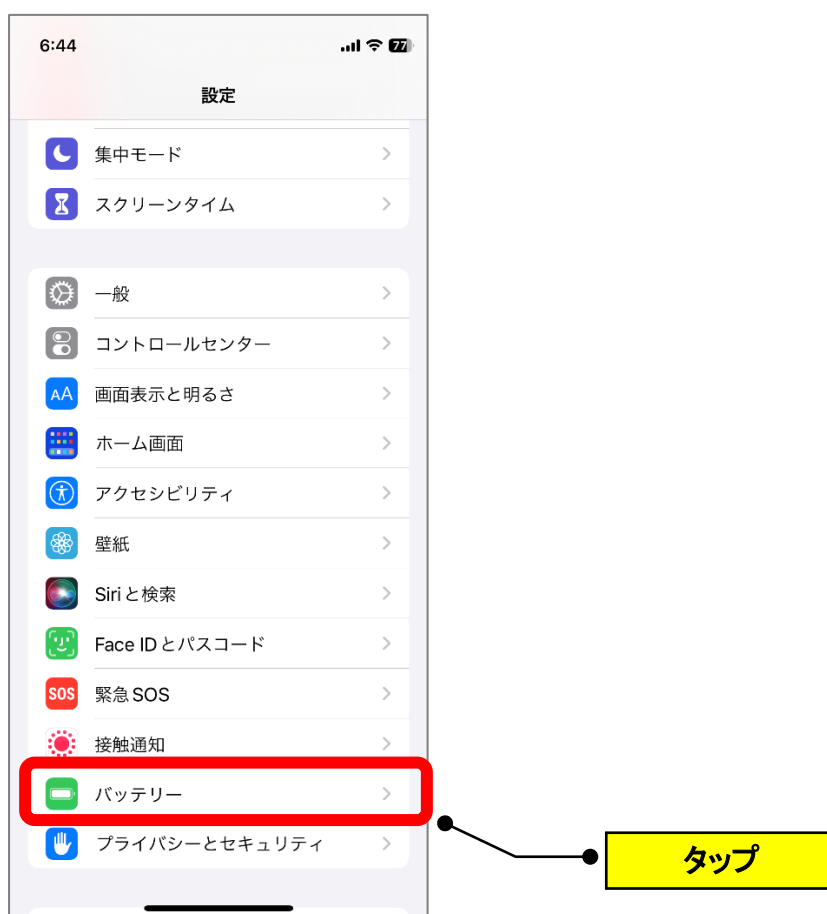 6:44
77
設定
集中モード
スクリーンタイム
一般
コントロールセンター
AA 画面表示と明るさ
ホーム画面
アクセシビリティ
壁紙
Siriと検索
Face IDとパスコード
SOS 緊急SOS
接触通知
バッテリー
プライバシーとセキュリティ
タップ